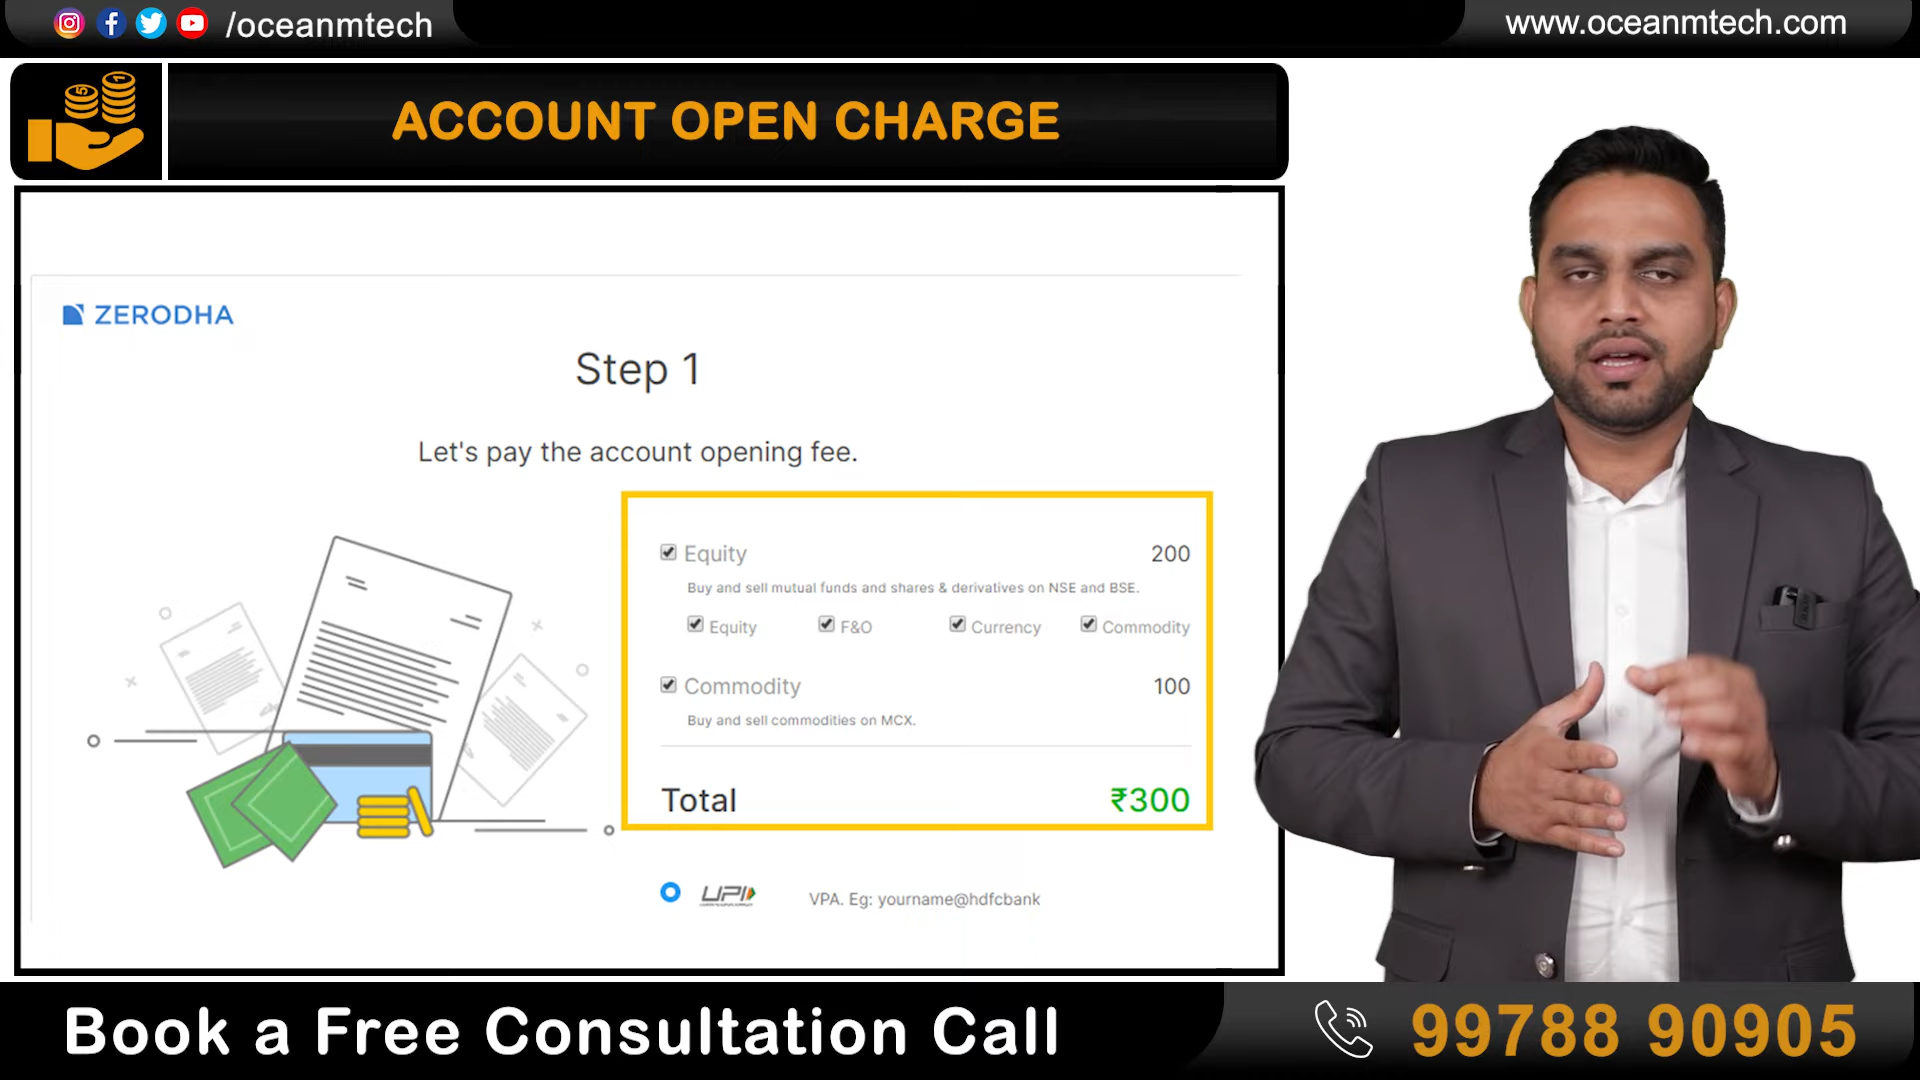 /oceanmtech
www.oceanmtech.com
ACCOUNT OPEN CHARGE
ZERODHA
Step 1
Let's pay the account opening fee.
Equity 200
Buy and sell mutual funds and shares & derivatives on NSE and BSE.
Equity F&O Currency Commodity
Commodity 100
Buy and sell commodities on MCX.
Total ₹300
UPI VPA. Eg: yourname@hdfcbank
Book a Free Consultation Call
99788 90905